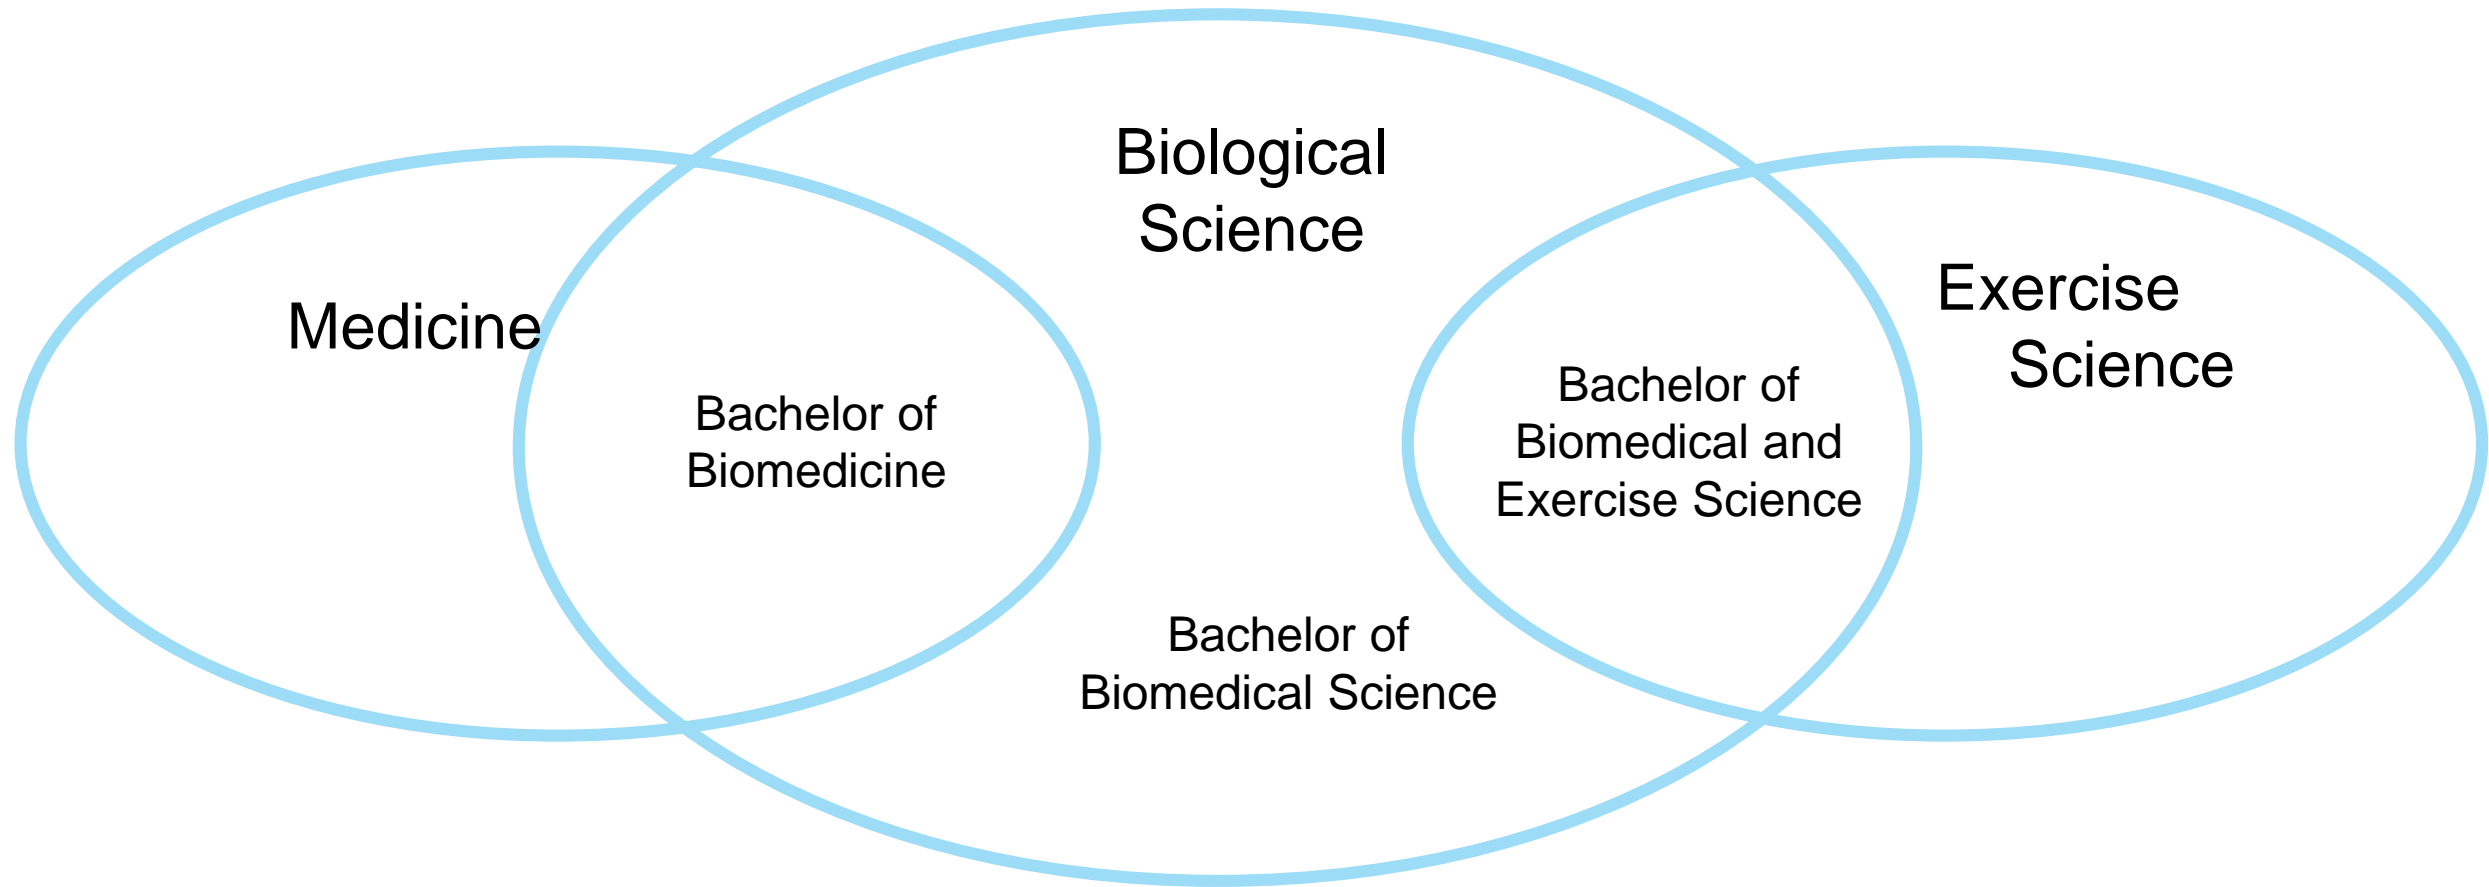 Biological
Science
Medicine
Exercise
Science
Bachelor of
Biomedicine
Bachelor of
Biomedical and
Exercise Science
Bachelor of
Biomedical Science